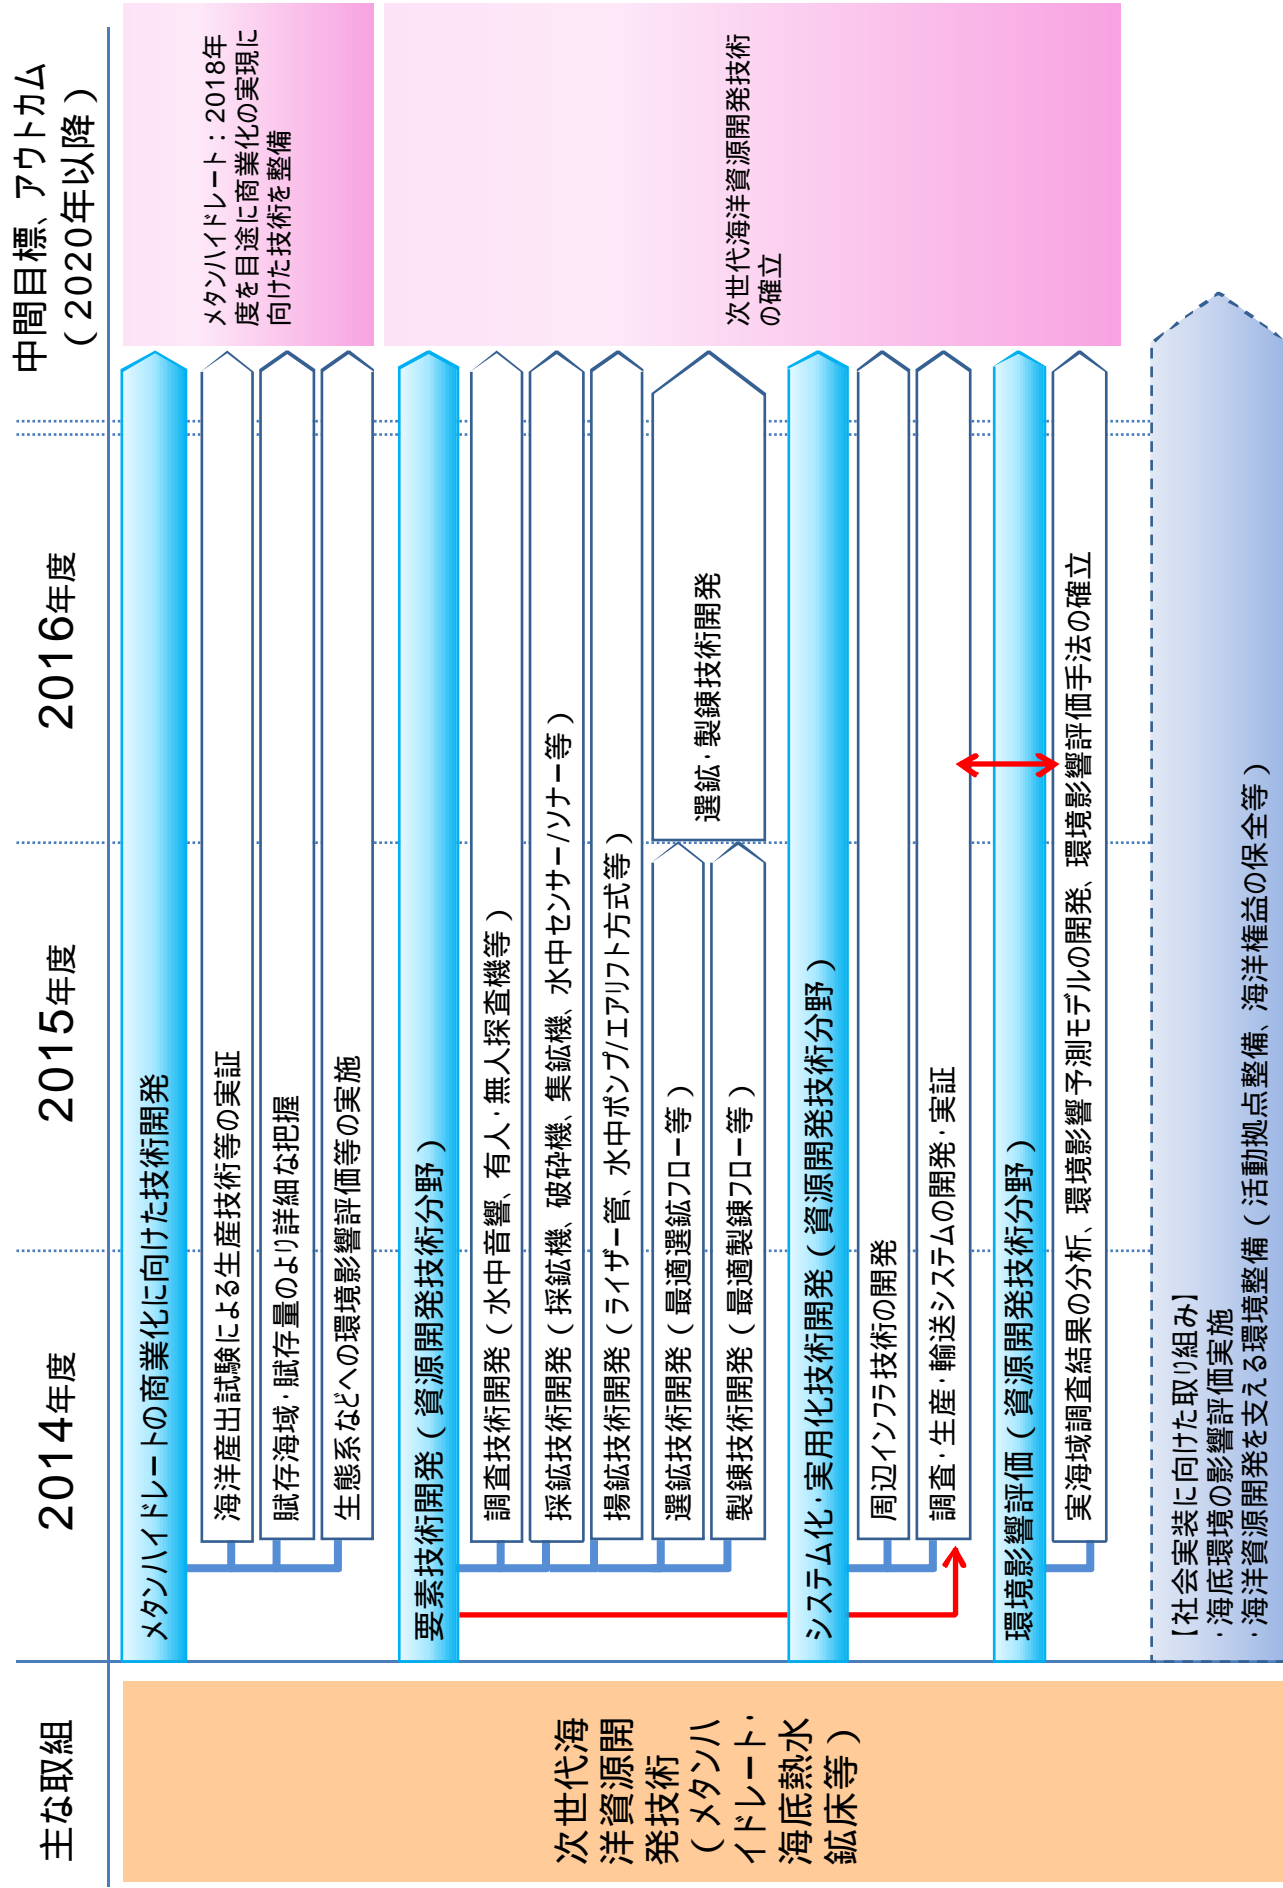 主な取組
2014年度
2015年度
2016年度
中間目標、アウトカム
（2020年以降）
次世代海
洋資源開
発技術
（メタンハ
イドレート・
海底熱水
鉱床等）
メタンハイドレートの商業化に向けた技術開発
海洋産出試験による生産技術等の実証
賦存海域・賦存量のより詳細な把握
生態系などへの環境影響評価等の実施
メタンハイドレート：2018年
度を目途に商業化の実現に
向けた技術を整備
要素技術開発（資源開発技術分野）
調査技術開発（水中音響、有人・無人探査機等）
採鉱技術開発（採鉱機、破砕機、集鉱機、水中センサー/ソナー等）
揚鉱技術開発（ライザー管、水中ポンプ/エアリフト方式等）
選鉱技術開発（最適選鉱フロー等）
製錬技術開発（最適製錬フロー等）
選鉱・製錬技術開発
次世代海洋資源開発技術
の確立
システム化・実用化技術開発（資源開発技術分野）
周辺インフラ技術の開発
調査・生産・輸送システムの開発・実証
環境影響評価（資源開発技術分野）
実海域調査結果の分析、環境影響予測モデルの開発、環境影響評価手法の確立
【社会実装に向けた取り組み】
・海底環境の影響評価実施
・海洋資源開発を支える環境整備（活動拠点整備、海洋権益の保全等）